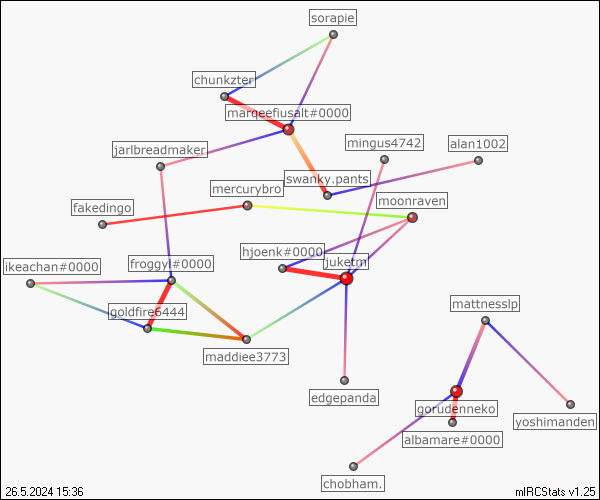 sorapie
chunkzter
marqeefiusalt#0000
mingus4742
alan1002
jarlbreadmaker
swanky.pants
mercurybro
moonraven
fakedingo
hjoenk#0000
juketm
froggyl#0000
ikeachan#0000
mattnesslp
goldfire6444
maddiee3773
edgepanda
gorudenneko
yoshimanden
albamare#0000
chobham.
26.5.2024 15:36
mIRCStats v1.25